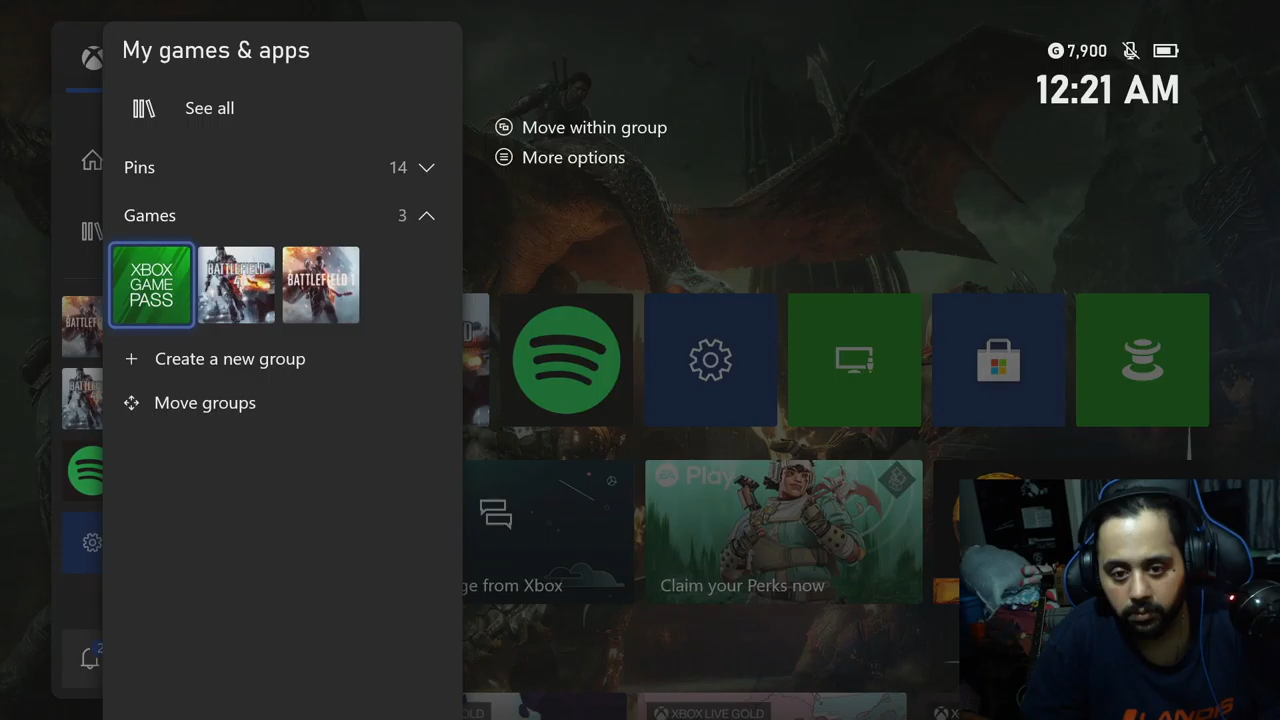 My games & apps
See all
Pins 14
Games 3
XBOX
GAME
PASS
BATTLEFIELD
BATTLEFIELD 1
Create a new group
Move groups
Move within group
More options
G 7,900
12:21 AM
Play
ge from Xbox
Claim your Perks now
XBOX LIVE GOLD